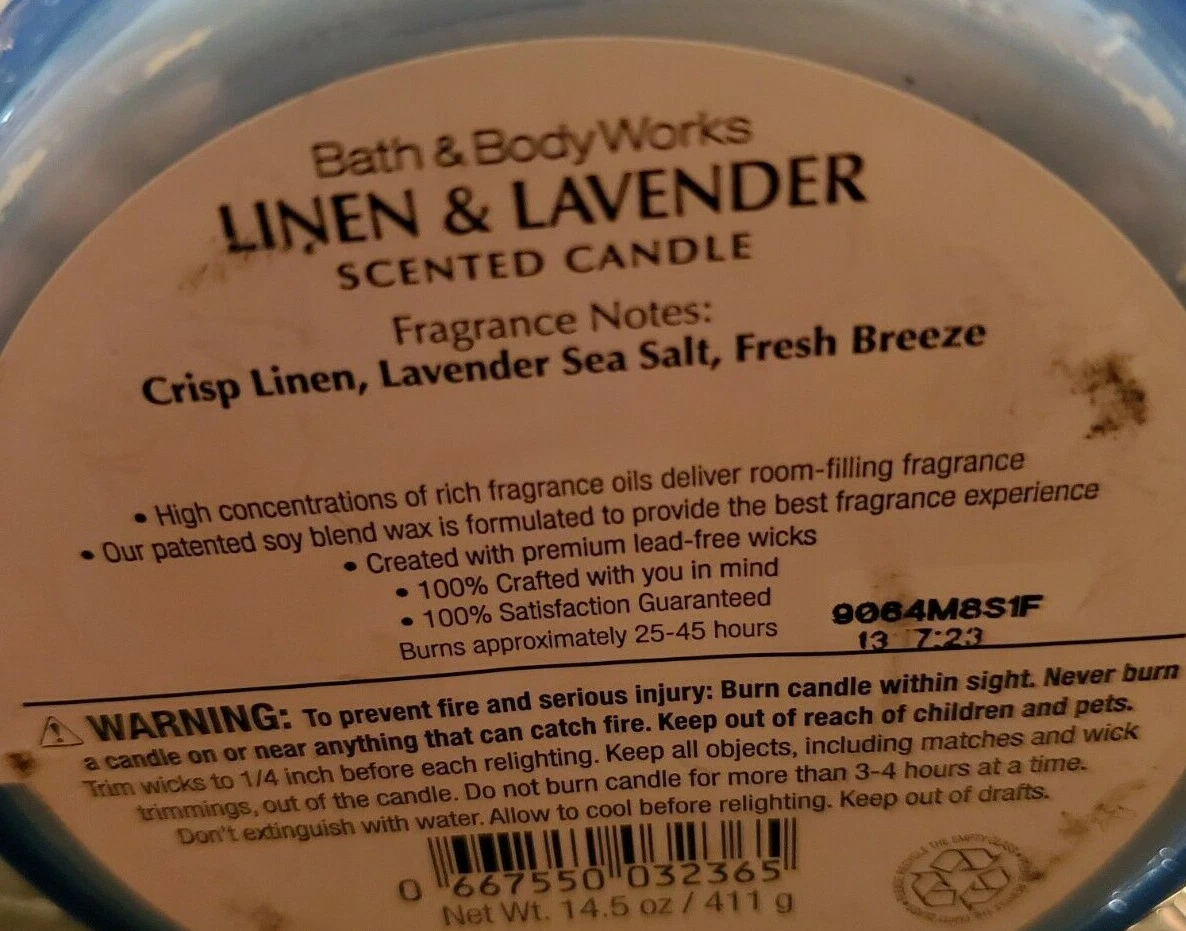 Bath & Body Works
LINEN & LAVENDER
SCENTED CANDLE
Fragrance Notes:
Crisp Linen, Lavender Sea Salt, Fresh Breeze
• High concentrations of rich fragrance oils deliver room-filling fragrance
• Our patented soy blend wax is formulated to provide the best fragrance experience
• Created with premium lead-free wicks
• 100% Crafted with you in mind
• 100% Satisfaction Guaranteed
Burns approximately 25-45 hours
9064M8S1F
13 7:23
WARNING: To prevent fire and serious injury: Burn candle within sight. Never burn
a candle on or near anything that can catch fire. Keep out of reach of children and pets.
Trim wicks to 1/4 inch before each relighting. Keep all objects, including matches and wick
trimmings, out of the candle. Do not burn candle for more than 3-4 hours at a time.
Don't extinguish with water. Allow to cool before relighting. Keep out of drafts.
0 667550 032365
Net Wt. 14.5 oz / 411 g